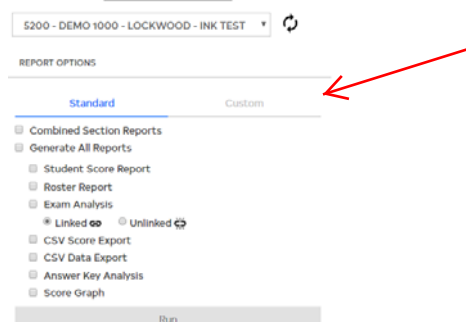 5200 - DEMO 1000 - LOCKWOOD - INK TEST
REPORT OPTIONS
Standard Custom
Combined Section Reports
Generate All Reports
Student Score Report
Roster Report
Exam Analysis
Linked Unlinked
CSV Score Export
CSV Data Export
Answer Key Analysis
Score Graph
Run